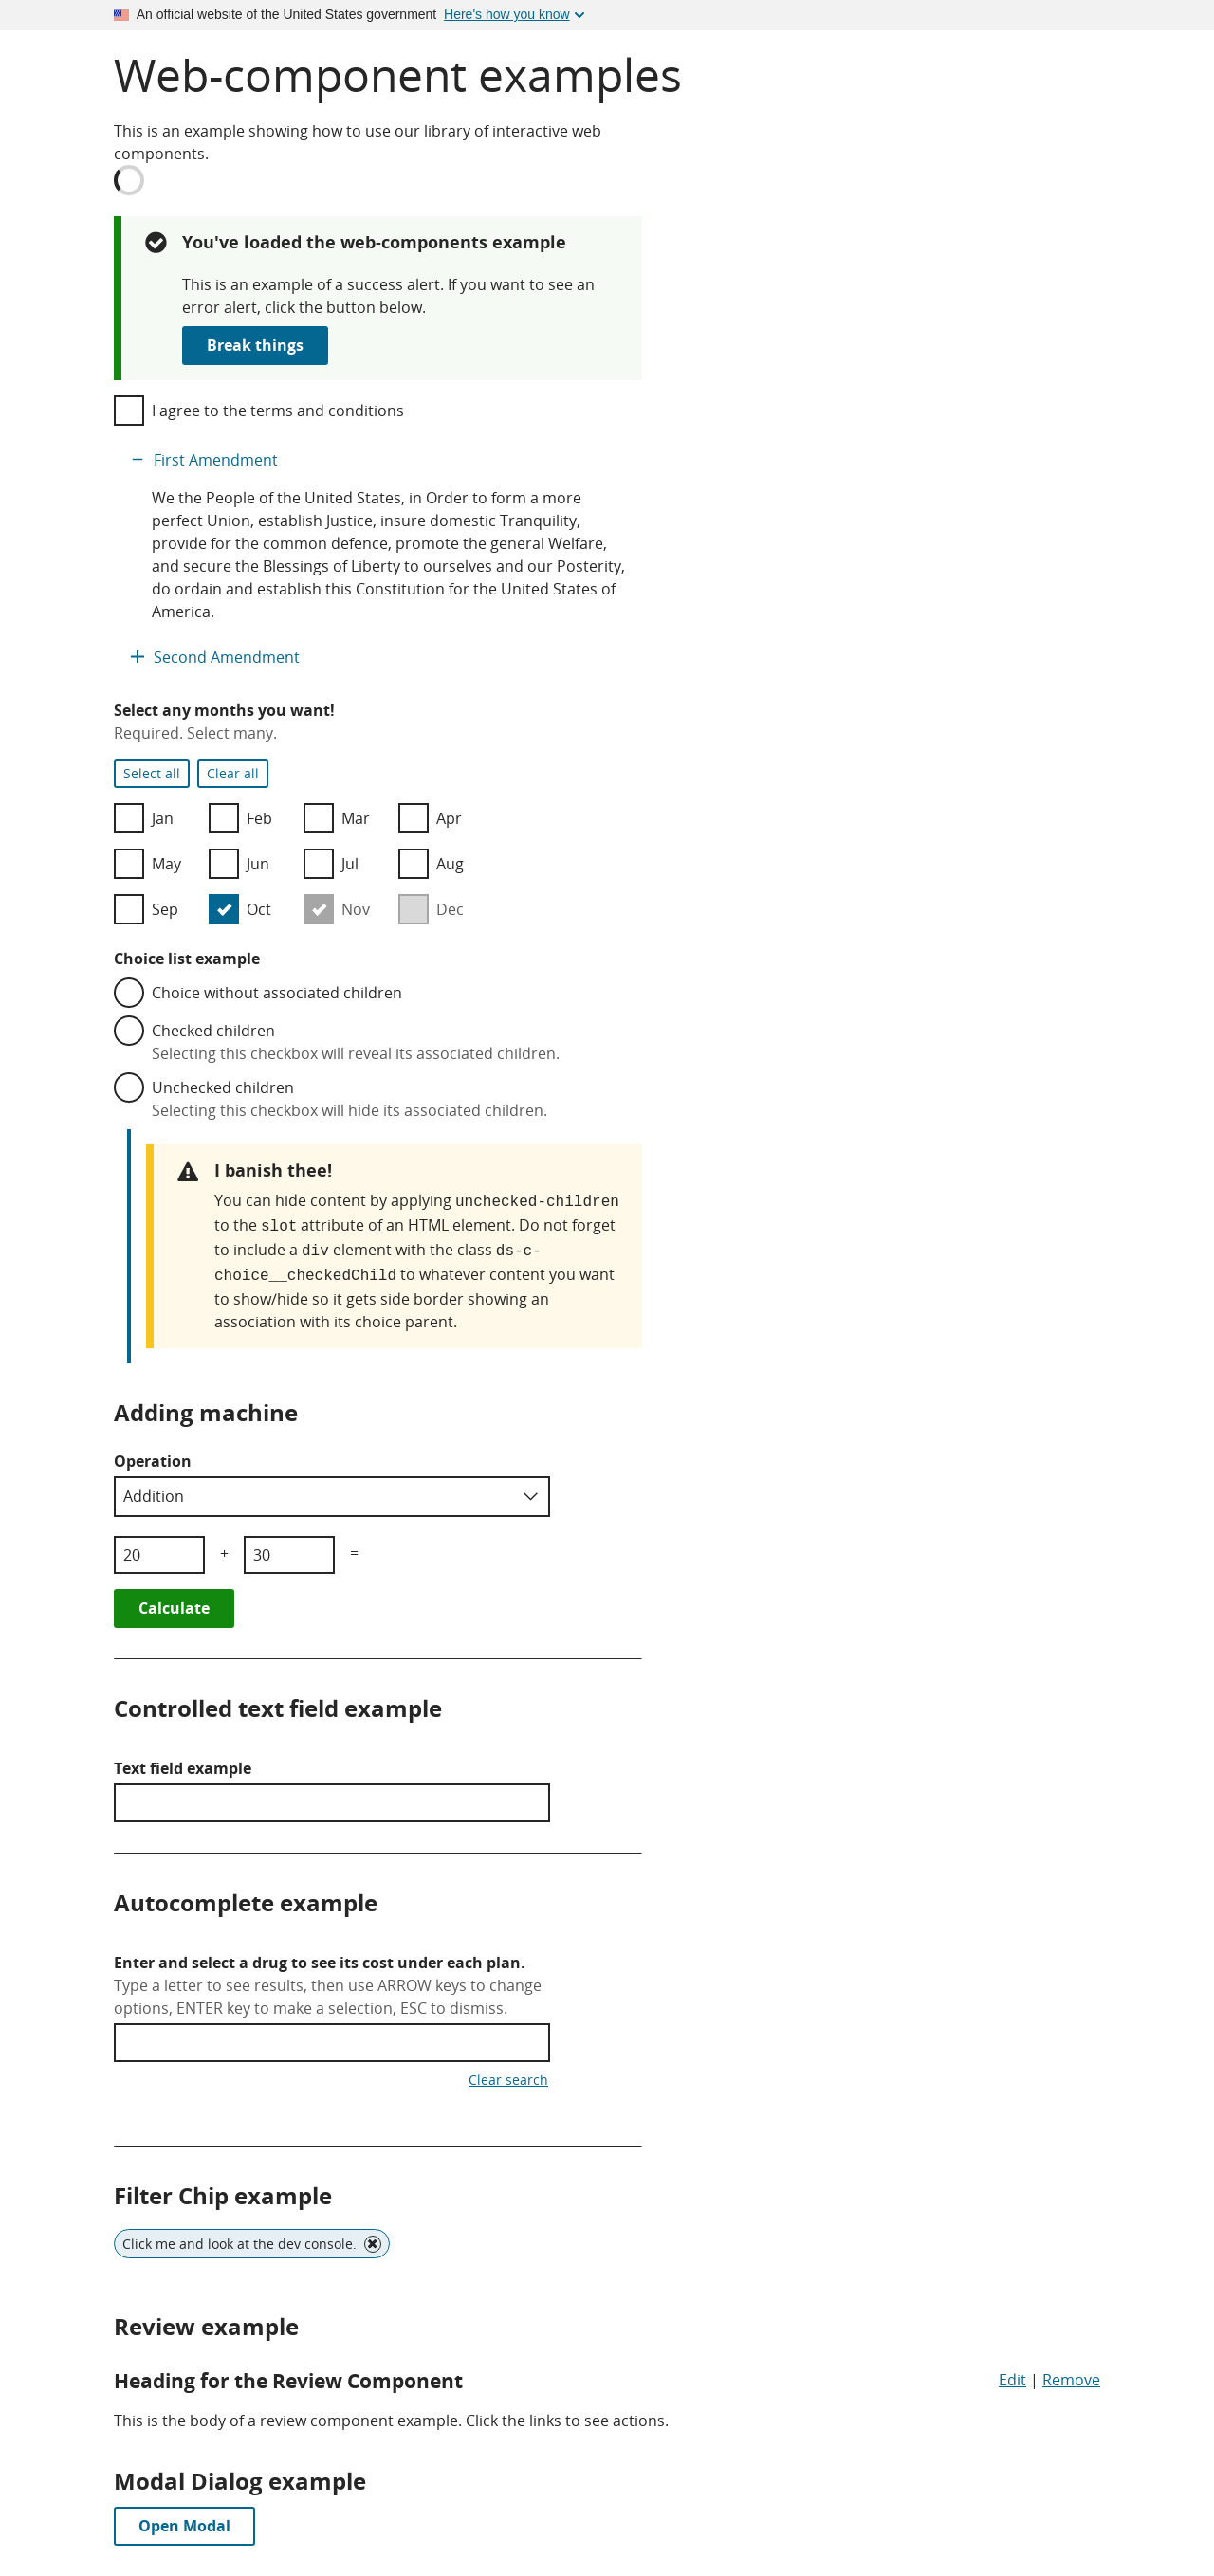 An official website of the United States government Here's how you know
Web-component examples
This is an example showing how to use our library of interactive web
components.
You've loaded the web-components example
This is an example of a success alert. If you want to see an
error alert, click the button below.
Break things
I agree to the terms and conditions
First Amendment
We the People of the United States, in Order to form a more
perfect Union, establish Justice, insure domestic Tranquility,
provide for the common defence, promote the general Welfare,
and secure the Blessings of Liberty to ourselves and our Posterity,
do ordain and establish this Constitution for the United States of
America.
Second Amendment
Select any months you want!
Required. Select many.
Select all Clear all
Jan Feb Mar Apr
May Jun Jul Aug
Sep Oct Nov Dec
Choice list example
Choice without associated children
Checked children
Selecting this checkbox will reveal its associated children.
Unchecked children
Selecting this checkbox will hide its associated children.
I banish thee!
You can hide content by applying unchecked-children
to the slot attribute of an HTML element. Do not forget
to include a div element with the class ds-c-
choice__checkedChild to whatever content you want
to show/hide so it gets side border showing an
association with its choice parent.
Adding machine
Operation
Addition
20 + 30 =
Calculate
Controlled text field example
Text field example
Autocomplete example
Enter and select a drug to see its cost under each plan.
Type a letter to see results, then use ARROW keys to change
options, ENTER key to make a selection, ESC to dismiss.
Clear search
Filter Chip example
Click me and look at the dev console.
Review example
Heading for the Review Component Edit | Remove
This is the body of a review component example. Click the links to see actions.
Modal Dialog example
Open Modal